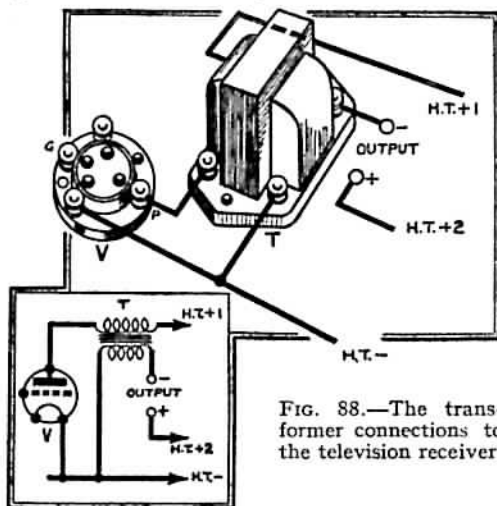 H.T.+1
G
-
OUTPUT
+
P
V
T
H.T.+2
T
H.T.+1
H.T.-
-
OUTPUT
+
V
H.T.+2
H.T.-
FIG. 88.—The trans-
former connections to
the television receiver